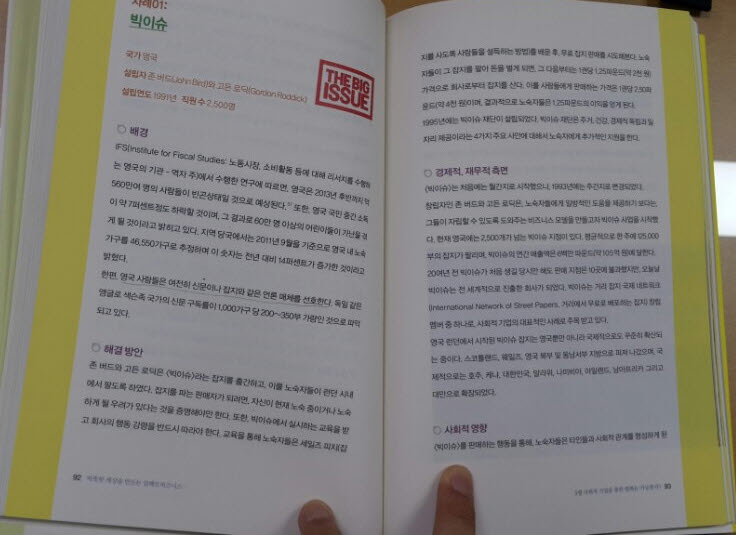 사례01:
빅이슈
국가 영국
설립자 존 버드(John Bird)와 고든 로딕(Gordon Roddick)
설립연도 1991년 직원 수 2,500명
THE BIG
ISSUE
배경
IFS(Institute for Fiscal Studies: 노동시장, 소비활동 등에 대해 리서치를 수행하
는 영국의 기관 - 역자 주)에서 수행한 연구에 따르면, 영국은 2013년 후반까지 약
560만여 명의 사람들이 빈곤상태일 것으로 예상된다. 또한, 영국 국민 중간 소득
이 약 7퍼센트정도 하락할 것이며, 그 결과로 60만 명 이상의 어린이들이 가난을 겪
게 될 것이라고 밝히고 있다. 지역 당국에서는 2011년 9월을 기준으로 영국 내 노숙
가구를 46,550가구로 추정하며 이 숫자는 전년 대비 14퍼센트가 증가한 것이라고
밝혔다.
한편, 영국 사람들은 여전히 신문이나 잡지와 같은 언론 매체를 선호한다. 독일 같은
앵글로 색슨족 국가의 신문 구독률이 1,000가구 당 200~350부 가량인 것으로 파악
되고 있다.
해결 방안
존 버드와 고든 로딕은 〈빅이슈〉라는 잡지를 출간하고, 이를 노숙자들이 런던 시내
에서 팔도록 하였다. 잡지를 파는 판매자가 되려면, 자신이 현재 노숙 중이거나 노숙
하게 될 우려가 있다는 것을 증명해야만 한다. 또한, 빅이슈에서 실시하는 교육을 받
고 회사의 행동 강령을 반드시 따라야 한다. 교육을 통해 노숙자들은 세일즈 피치(잡
92 따뜻한 세상을 만드는 임팩트비즈니스
지를 사도록 사람들을 설득하는 방법)를 배운 후, 무료 잡지 판매를 시도해본다. 노숙
자들이 그 잡지를 팔아 돈을 벌게 되면, 그 다음부터는 1권당 1.25파운드(약 2천 원)
가격으로 회사로부터 잡지를 산다. 이를 사람들에게 판매하는 가격은 1권당 2.50파
운드(약 4천 원)이며, 결과적으로 노숙자들은 1.25파운드의 이익을 얻게 된다.
1995년에는 빅이슈 재단이 설립되었다. 빅이슈 재단은 주거, 건강, 경제적 독립과 일
자리 제공이라는 4가지 주요 사안에 대해서 노숙자에게 추가적인 지원을 한다.
경제적, 재무적 측면
〈빅이슈〉는 처음에는 월간지로 시작했으나, 1993년에는 주간지로 변경되었다.
창립자인 존 버드와 고든 로딕은, 노숙자들에게 일방적인 도움을 제공하기 보다는,
그들이 자립할 수 있도록 도와주는 비즈니스 모델을 만들고자 빅이슈 사업을 시작했
다. 현재 영국에는 2,500개가 넘는 빅이슈 지점이 있다. 평균적으로 한 주에 125,000
부의 잡지가 팔리며, 빅이슈의 연간 매출액은 6백만 파운드(약 105억 원)에 달한다.
20여년 전 빅이슈가 처음 생길 당시만 해도 판매 지점은 10곳에 불과했지만, 오늘날
빅이슈는 전 세계적으로 진출한 회사가 되었다. 빅이슈는 거리 잡지 국제 네트워크
(International Network of Street Papers, 거리에서 무료로 배포하는 잡지) 창립
멤버 중 하나로, 사회적 기업의 대표적인 사례로 주목 받고 있다.
영국 런던에서 시작된 빅이슈 잡지는 영국뿐만 아니라 국제적으로도 꾸준히 확산되
는 중이다. 스코틀랜드, 웨일즈, 영국 북부 및 동남서부 지방으로 퍼져 나갔으며, 국
제적으로는 호주, 케냐, 대한민국, 말라위, 나미비아, 아일랜드, 남아프리카 그리고
대만으로 확장되었다.
사회적 영향
〈빅이슈〉를 판매하는 행동을 통해, 노숙자들은 타인들과 사회적 관계를 형성하게 된
93